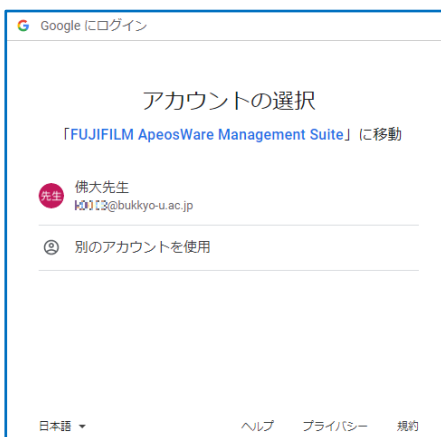 Google にログイン
アカウントの選択
「FUJIFILM ApeosWare Management Suite」に移動
先生
佛大先生
@bukkyo-u.ac.jp
別のアカウントを使用
日本語
ヘルプ プライバシー 規約